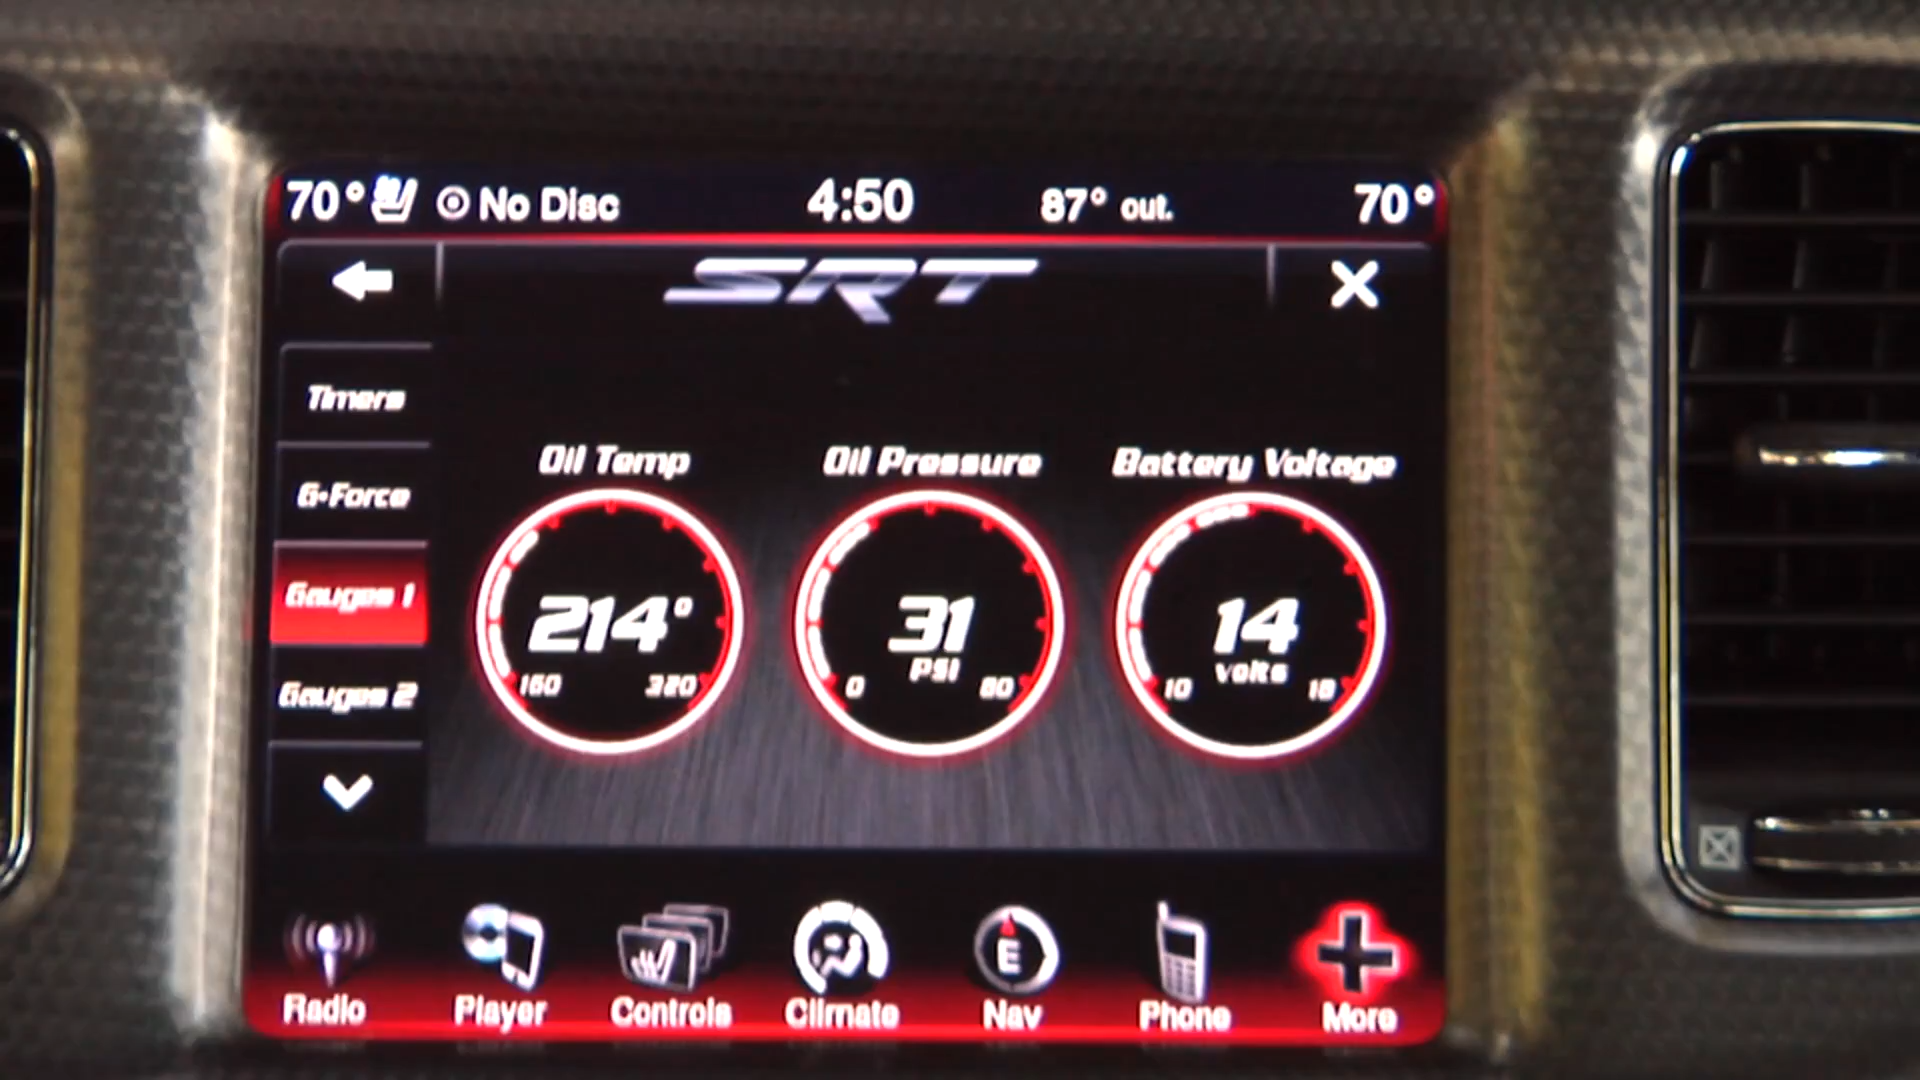 70° No Disc 4:50 87° out. 70°
SRT
Timers
G-Force
Gauges 1
Gauges 2
Oil Temp Oil Pressure Battery Voltage
214° 31 14
PSI volts
160 320 0 80 10 18
E
Radio Player Controls Climate Nav Phone More